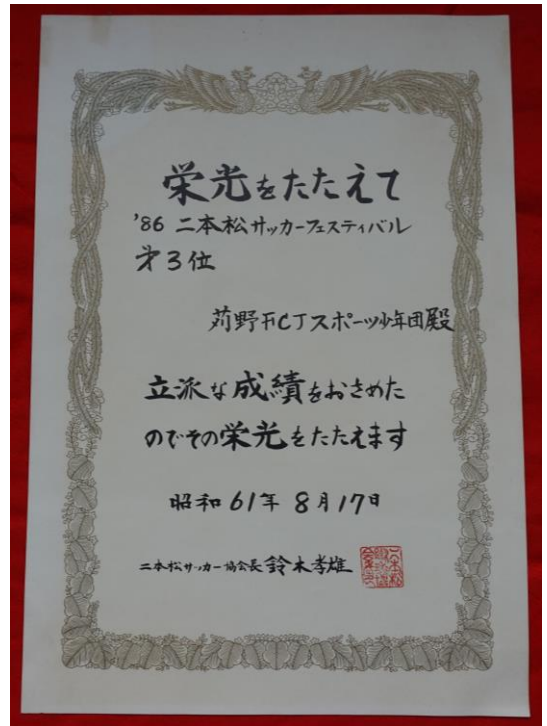 栄光をたたえて
'86 二本松サッカーフェスティバル
才3位
苅野FCJスポーツ少年団殿
立派な成績をおさめた
のでその栄光をたたえます
昭和61年 8月17日
二本松サッカー協会長 鈴木孝雄